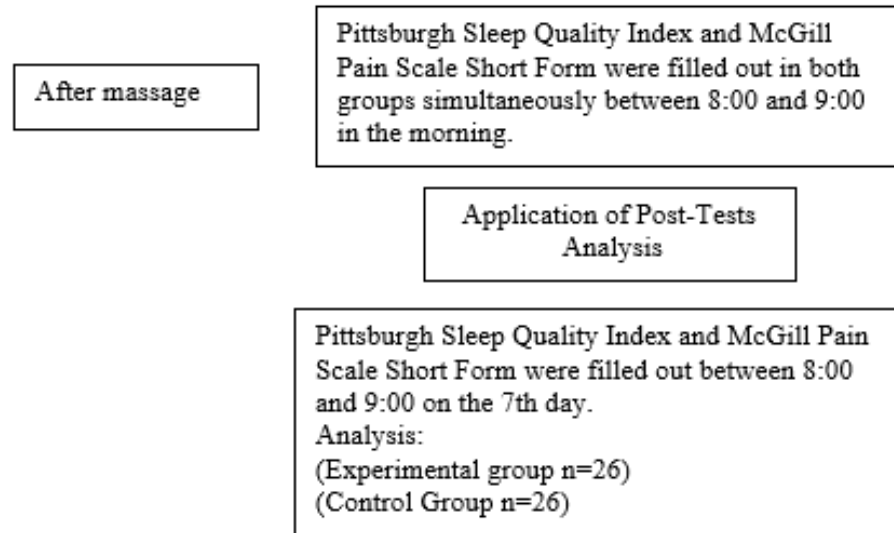 After massage
Pittsburgh Sleep Quality Index and McGill
Pain Scale Short Form were filled out in both
groups simultaneously between 8:00 and 9:00
in the morning.
Application of Post-Tests
Analysis
Pittsburgh Sleep Quality Index and McGill Pain
Scale Short Form were filled out between 8:00
and 9:00 on the 7th day.
Analysis:
(Experimental group n=26)
(Control Group n=26)